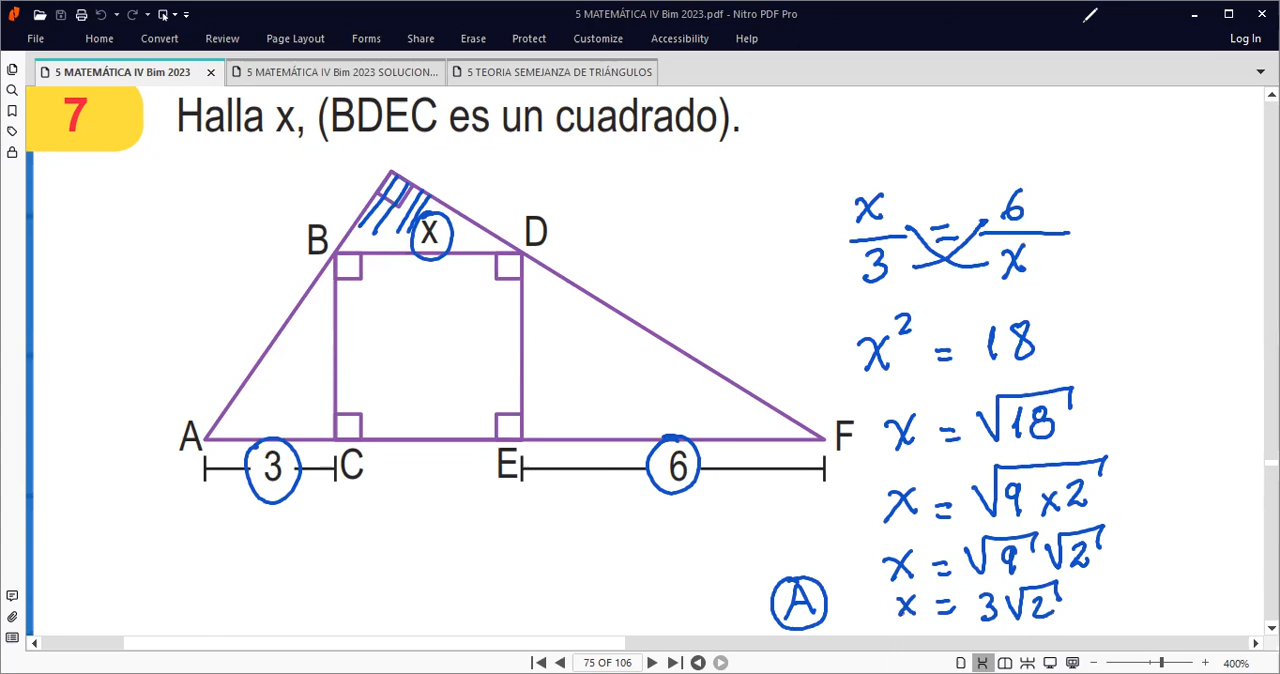 5 MATEMÁTICA IV Bim 2023.pdf - Nitro PDF Pro
File Home Convert Review Page Layout Forms Share Erase Protect Customize Accessibility Help Log In
5 MATEMÁTICA IV Bim 2023 5 MATEMÁTICA IV Bim 2023 SOLUCION... 5 TEORIA SEMEJANZA DE TRIÁNGULOS
7 Halla x, (BDEC es un cuadrado).
B x D
A 3 C E 6 F
x/3 = 6/x
x² = 18
x = √18
x = √9 x 2
x = √9 √2
x = 3√2
A
75 OF 106
400%